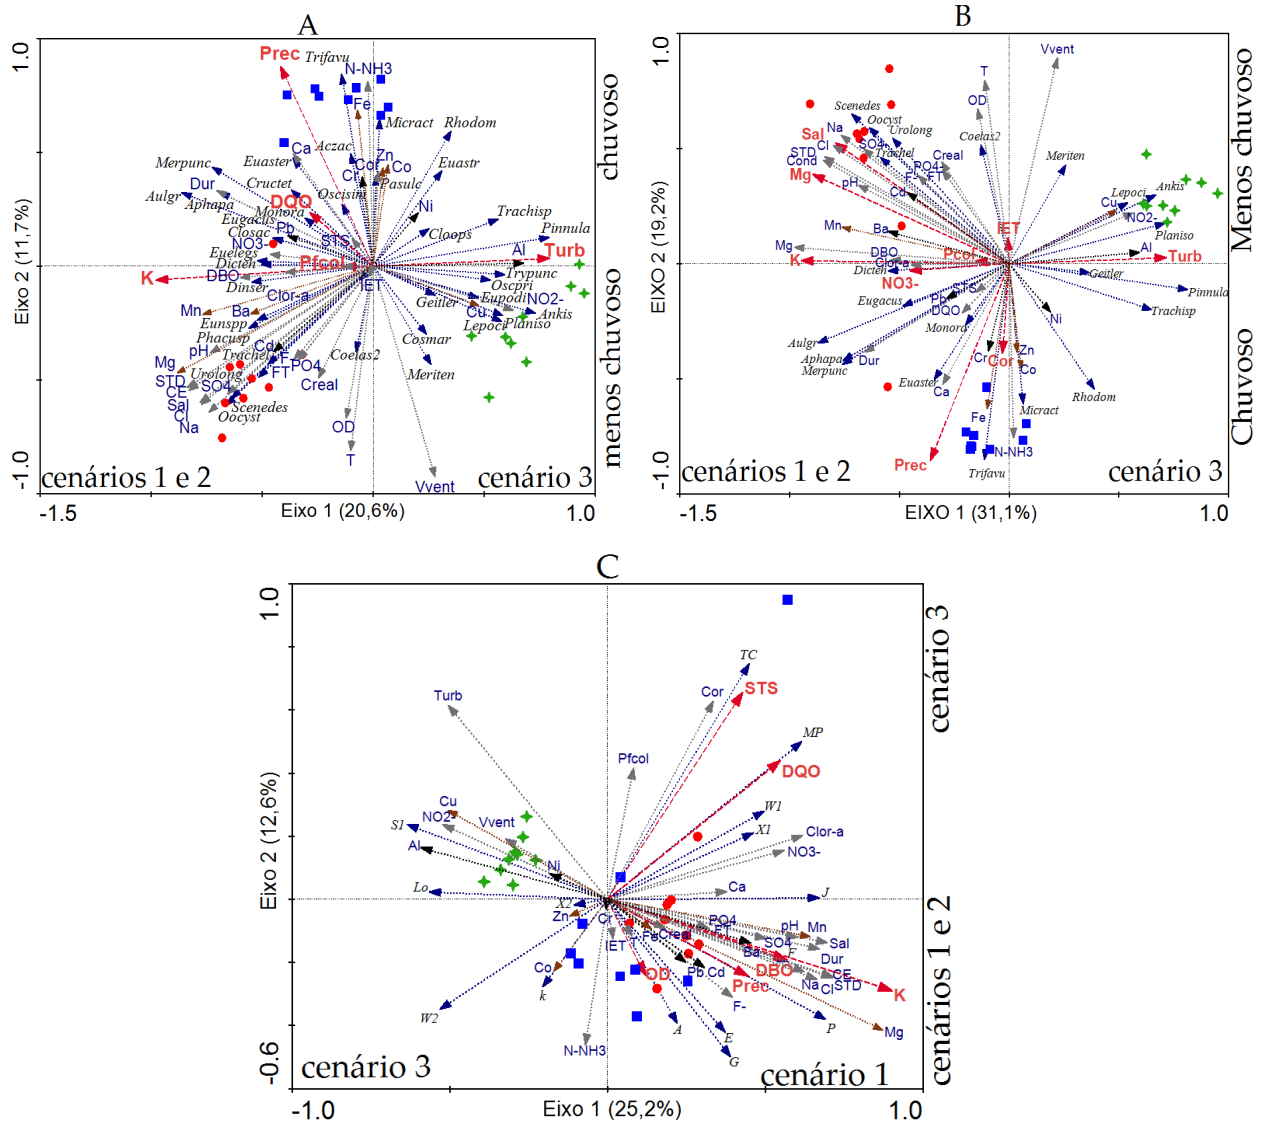 A
1.0
Prec
Trifavu
N-NH3
Fe
Micract
Rhodom
Ca
Aczac
Zn
Cor
Co
Cr
Euastr
Merpunc
Euaster
Dur
Cructet
Pasulc
Aulgr
Aphapa
DQO
Oscisim
Monora
Ni
Eugacus
Trachisp
Closac
Pb
Cloops
Pinnula
NO3-
STS
Al
Turb
Euelegs
Pfcol
Dicten
K
DBO
Dinser
IET
Trypunc
Oscpri
Clor-a
Geitler
Eupodi
NO2-
Mn
Ba
Cu
Ankis
Eunspp
Lepoci
Planiso
Phacusp
Cosmar
pH
Cd
Trachel
F-
PO4
Coelas2
Mg
Urolong
FT
Meriten
STD
SO4
Creal
CE
Sal
Scenedes
Cl
Oocyst
Na
OD
T
Vvent
cenários 1 e 2
cenário 3
-1.0
-1.5
1.0
Eixo 1 (20,6%)
Eixo 2 (11,7%)
chuvoso
menos chuvoso
B
1.0
Vvent
T
Scenedes
OD
Oocyst
Na
Urolong
Sal
Coelas2
Cl
SO4
STD
Trachel
Creal
Cond
PO4
Meriten
Mg
F-
FT
pH
Cd
Lepoci
Ankis
Cu
NO2-
Mn
Ba
IET
Planiso
Mg
Al
K
DBO
Pcol
Turb
Clor-a
Dicten
Geitler
NO3-
STS
Pinnula
Eugacus
Pb
DQO
Trachisp
Monora
Ni
Aulgr
Aphapa
Dur
Cr
Zn
Merpunc
Cor
Co
Euaster
Ca
Rhodom
Micract
Fe
N-NH3
Prec
Trifavu
cenários 1 e 2
cenário 3
-1.0
-1.5
1.0
EIXO 1 (31,1%)
EIXO 2 (19,2%)
Menos chuvoso
Chuvoso
C
1.0
TC
STS
Turb
Cor
MP
Pfcol
DQO
Cu
W1
S1
NO2-
Vvent
X1
Clor-a
Al
NO3-
Ni
Lo
Ca
J
X2
Zn
Cr
PO4
pH
Mn
FT
Fe
Creal
SO4
Sal
IET
T
Ba
F
Dur
Co
OD
Pb
Cd
DBO
CE
k
Prec
Na
Cl
STD
K
F-
W2
A
E
P
Mg
N-NH3
G
cenário 3
cenário 1
-0.6
-1.0
1.0
Eixo 1 (25,2%)
Eixo 2 (12,6%)
cenário 3
cenários 1 e 2